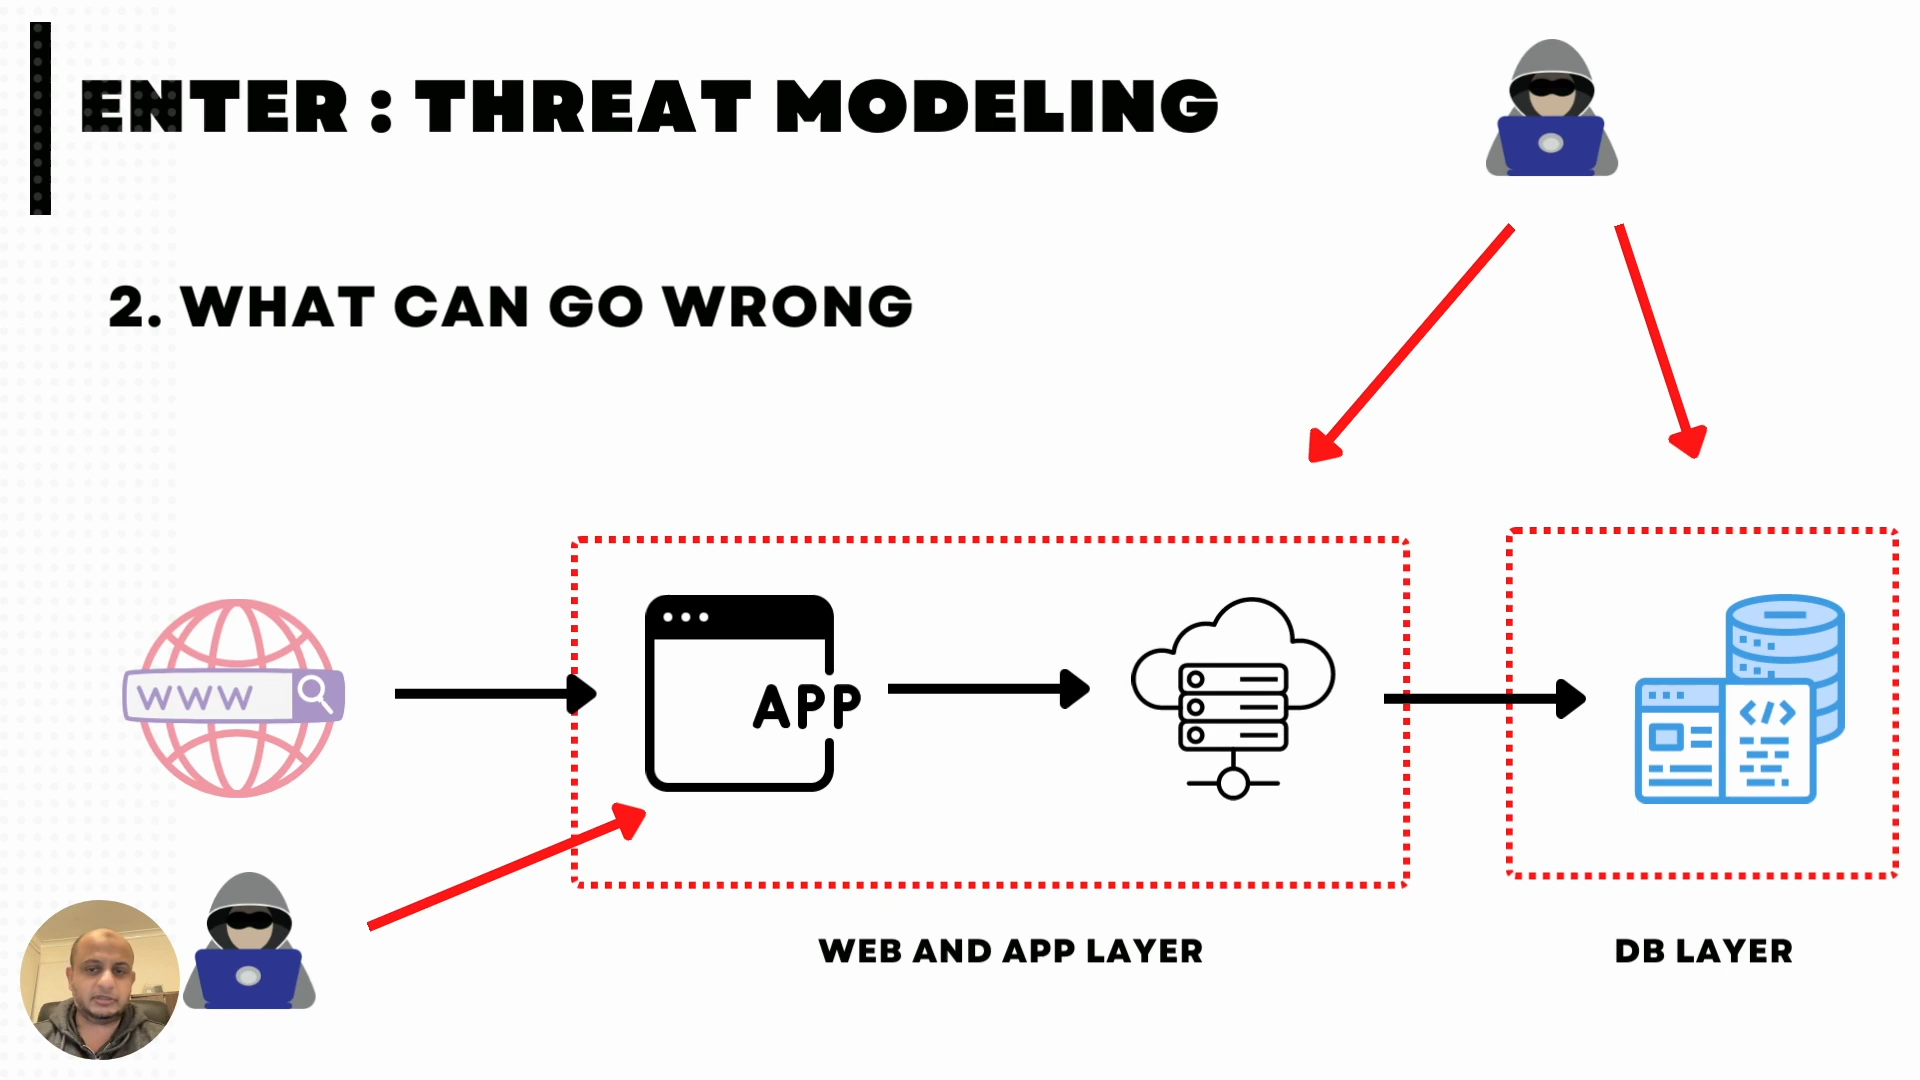 ENTER : THREAT MODELING
2. WHAT CAN GO WRONG
WWW
APP
</>
WEB AND APP LAYER
DB LAYER